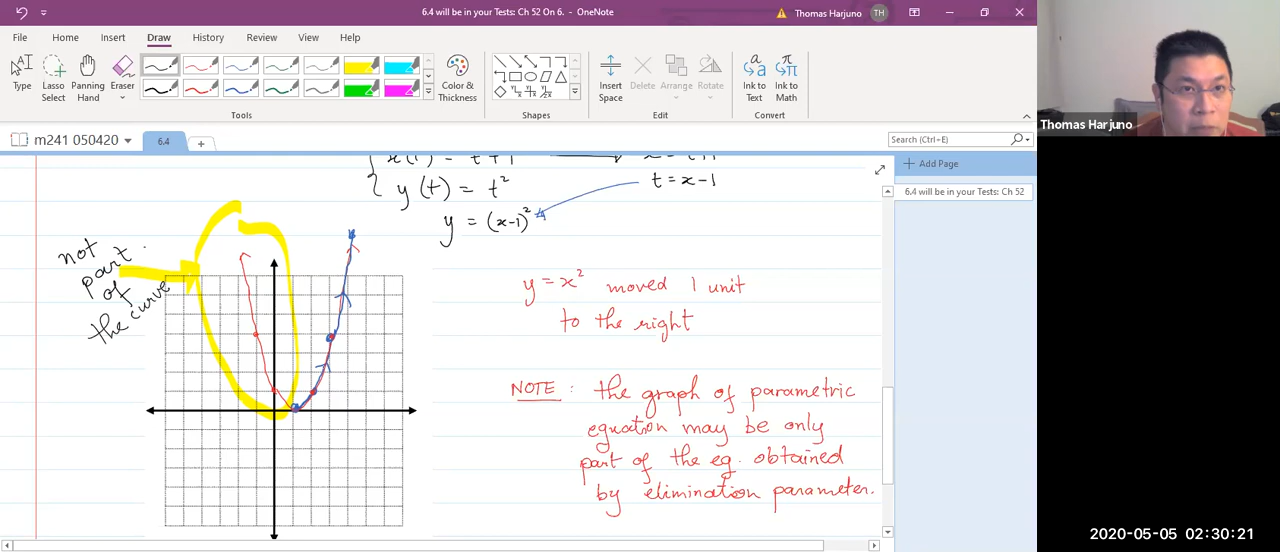 6.4 will be in your Tests: Ch 52 On 6. - OneNote
Thomas Harjuno
TH
File
Home
Insert
Draw
History
Review
View
Help
Type
Lasso Select
Panning Hand
Eraser
Color & Thickness
Insert Space
Delete
Arrange
Rotate
Ink to Text
Ink to Math
Tools
Shapes
Edit
Convert
Thomas Harjuno
m241 050420
6.4
Search (Ctrl+E)
Add Page
6.4 will be in your Tests: Ch 52
x(t) = t+1
t = x-1
y(t) = t²
y = (x-1)²
not
part
of
the curve
y = x² moved 1 unit
to the right
NOTE: the graph of parametric
equation may be only
part of the eg. obtained
by elimination parameter.
2020-05-05 02:30:21